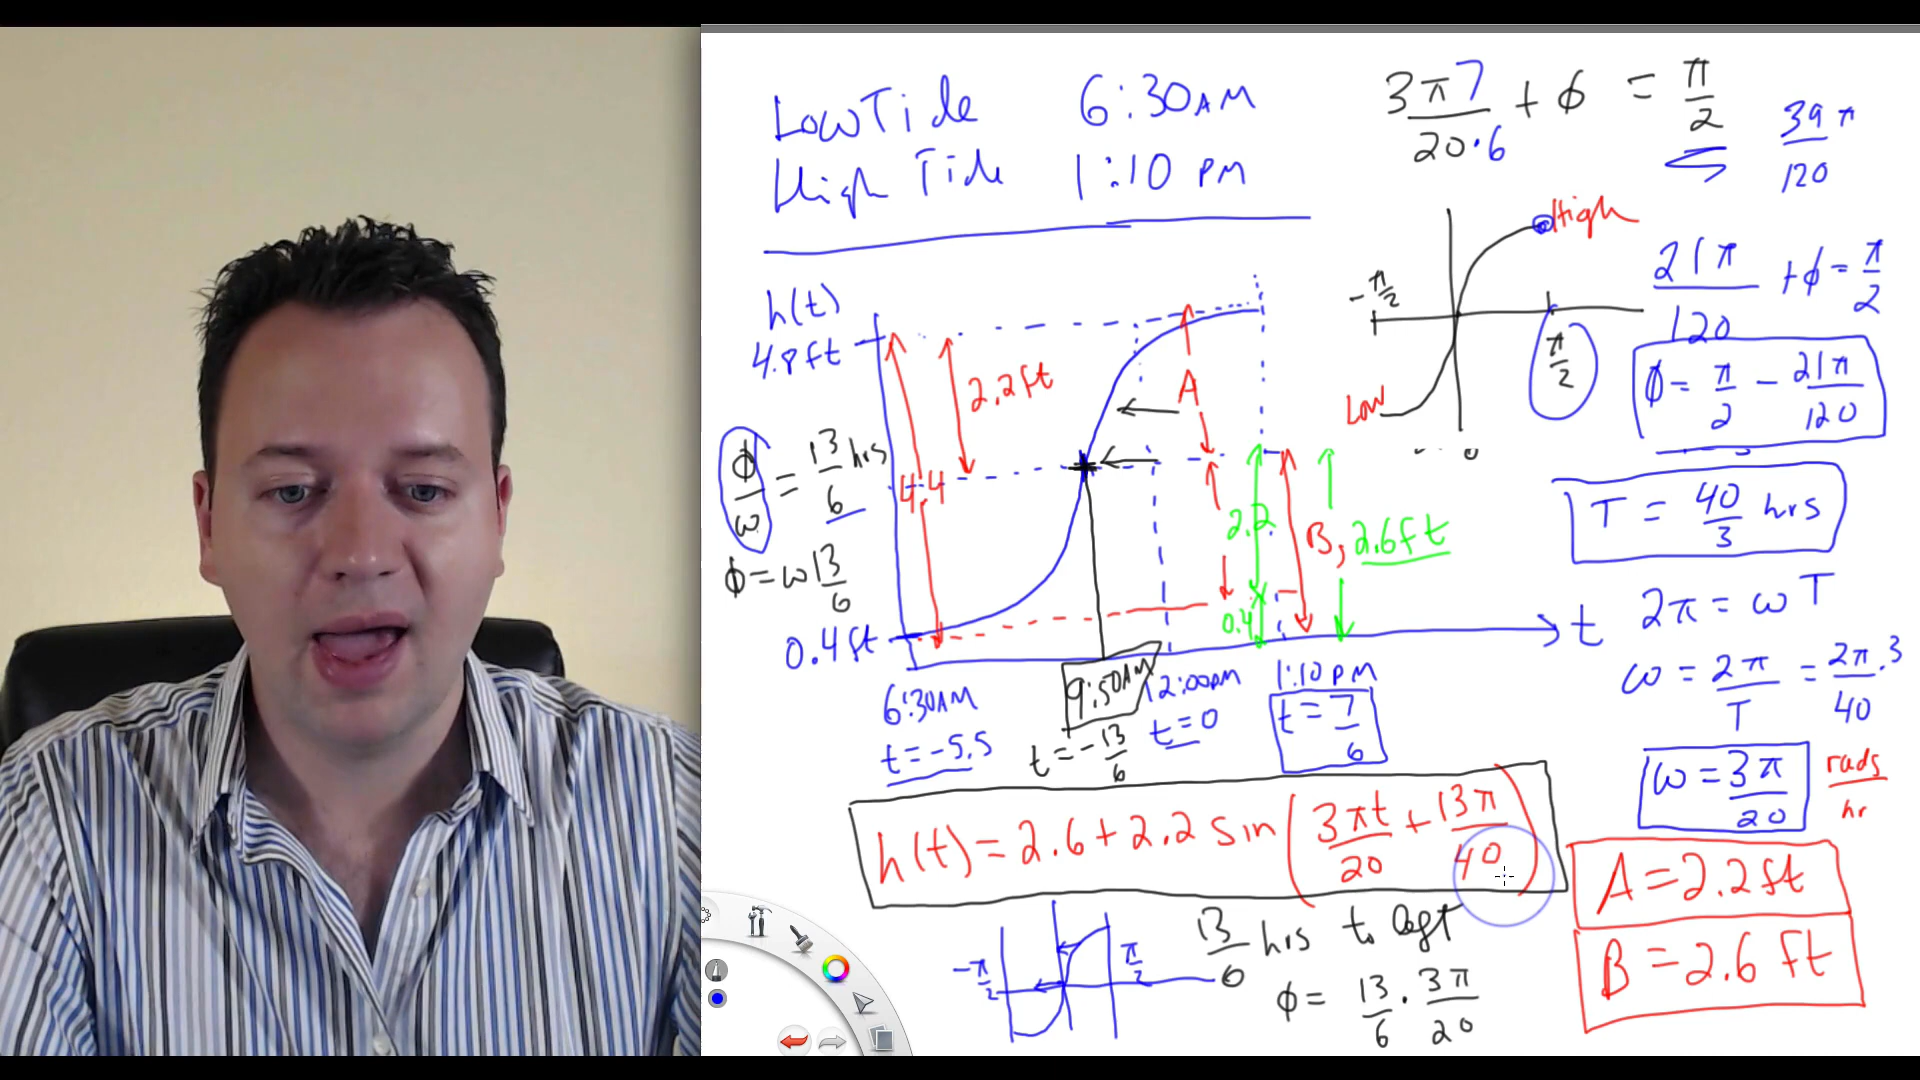 Low Tide 6:30AM
High Tide 1:10 PM
3π7/20·6 + ϕ = π/2
39π/120
21π/120 + ϕ = π/2
ϕ = π/2 − 21π/120
High
-π/2
π/2
Low
h(t)
4.8ft
2.2ft
A
4.4
2.2
B, 2.6ft
0.4
0.4ft
t
ϕ/ω = 13/6 hrs
ϕ = ω13/6
6:30AM
t = -5.5
9:50AM
t = -13/6
12:00PM
t = 0
1:10 PM
t = 7/6
T = 40/3 hrs
2π = ωT
ω = 2π/T = 2π·3/40
ω = 3π/20 rads/hr
h(t) = 2.6 + 2.2 sin(3πt/20 + 13π/40)
A = 2.2ft
B = 2.6 ft
-π/2
π/2
13/6 hrs to left
ϕ = 13/6 · 3π/20